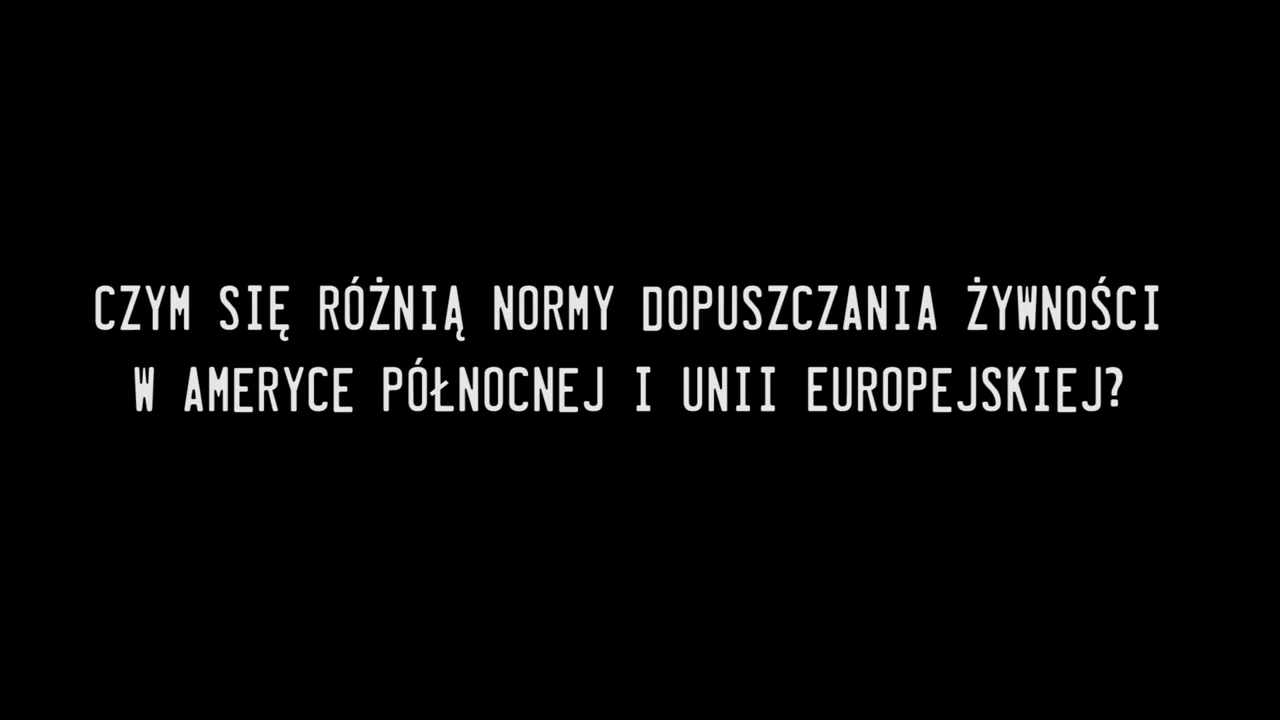 CZYM SIĘ RÓŻNIĄ NORMY DOPUSZCZANIA ŻYWNOŚCI
W AMERYCE PÓŁNOCNEJ I UNII EUROPEJSKIEJ?